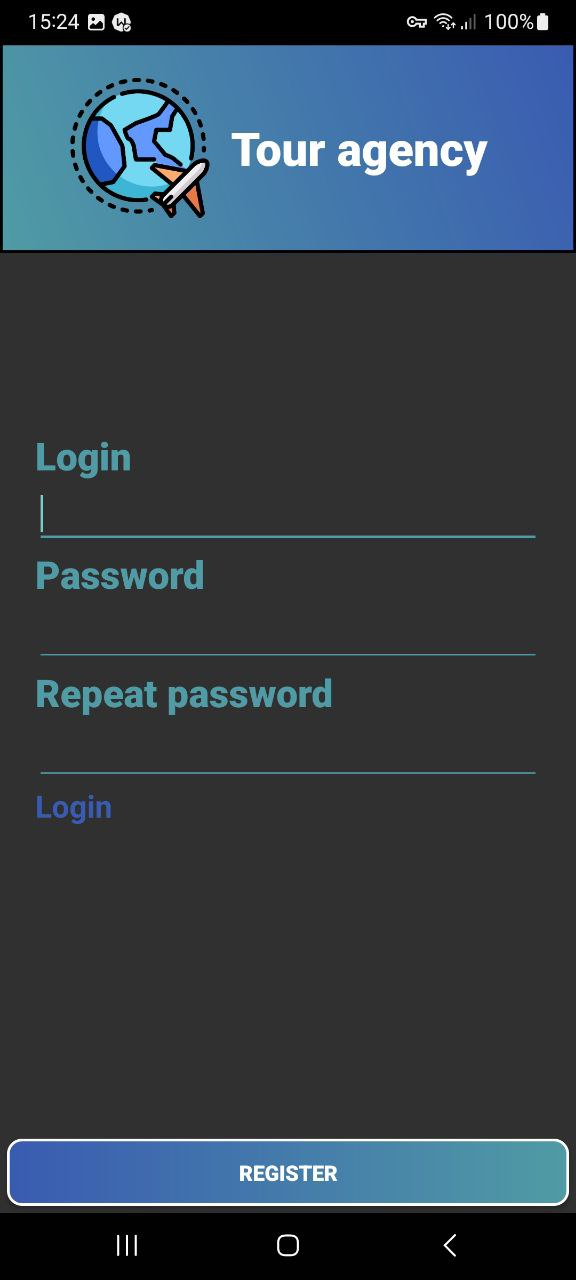 15:24 100%
Tour agency
Login
Password
Repeat password
Login
REGISTER